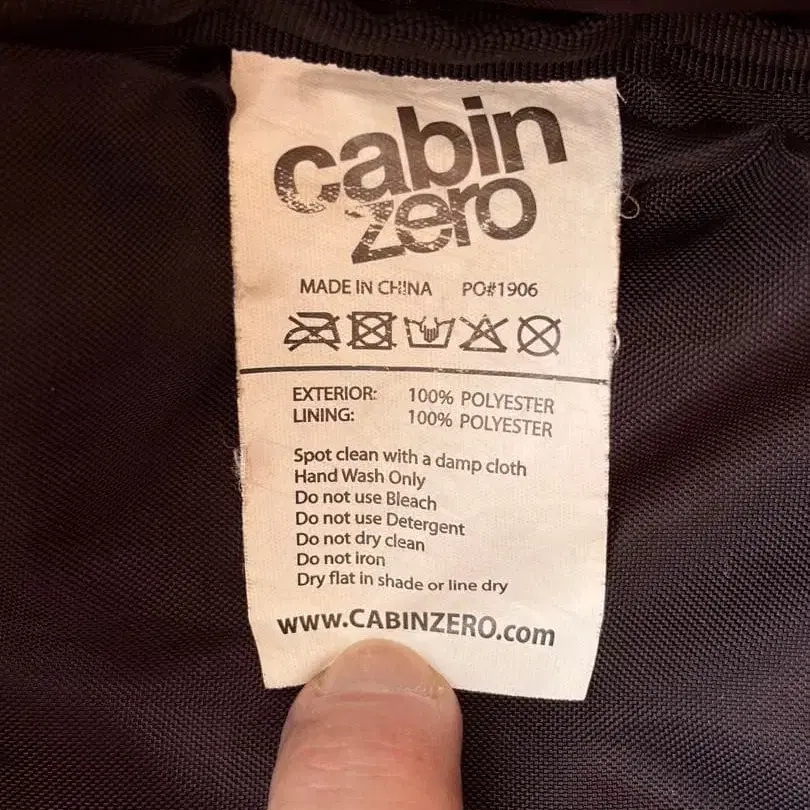 cabin
zero
MADE IN CHINA PO#1906
EXTERIOR: 100% POLYESTER
LINING: 100% POLYESTER
Spot clean with a damp cloth
Hand Wash Only
Do not use Bleach
Do not use Detergent
Do not dry clean
Do not iron
Dry flat in shade or line dry
www.CABINZERO.com